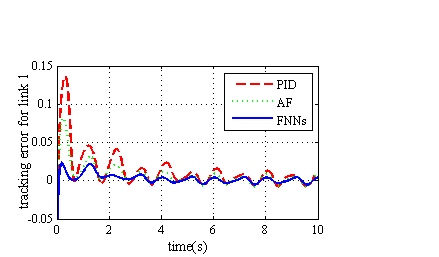 0.15
0.1
0.05
0
-0.05
tracking error for link 1
0 2 4 6 8 10
time(s)
PID
AF
FNNs